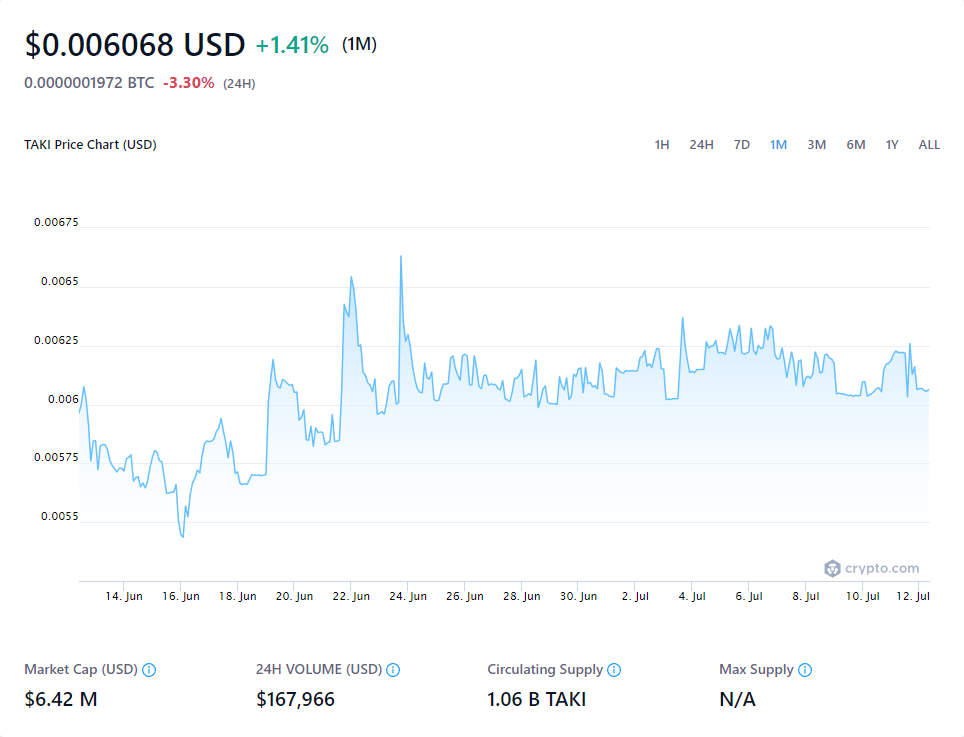 $0.006068 USD +1.41% (1M)
0.0000001972 BTC -3.30% (24H)
TAKI Price Chart (USD) 1H 24H 7D 1M 3M 6M 1Y ALL
0.00675
0.0065
0.00625
0.006
0.00575
0.0055
crypto.com
14. Jun 16. Jun 18. Jun 20. Jun 22. Jun 24. Jun 26. Jun 28. Jun 30. Jun 2. Jul 4. Jul 6. Jul 8. Jul 10. Jul 12. Jul
Market Cap (USD) 24H VOLUME (USD) Circulating Supply Max Supply
$6.42 M $167,966 1.06 B TAKI N/A